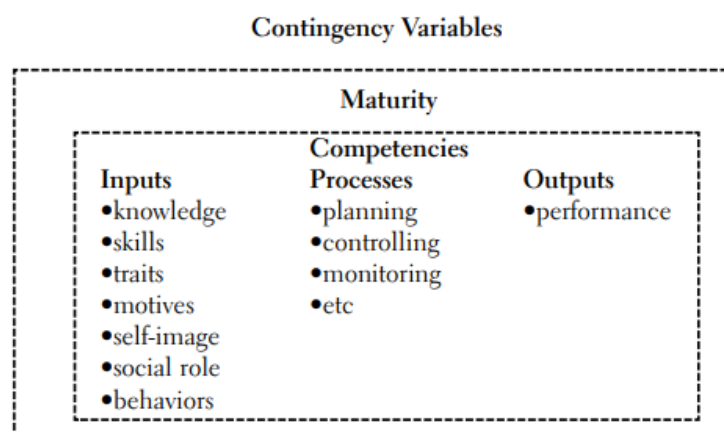 Contingency Variables
Maturity
Competencies
Inputs Processes Outputs
•knowledge •planning •performance
•skills •controlling
•traits •monitoring
•motives •etc
•self-image
•social role
•behaviors